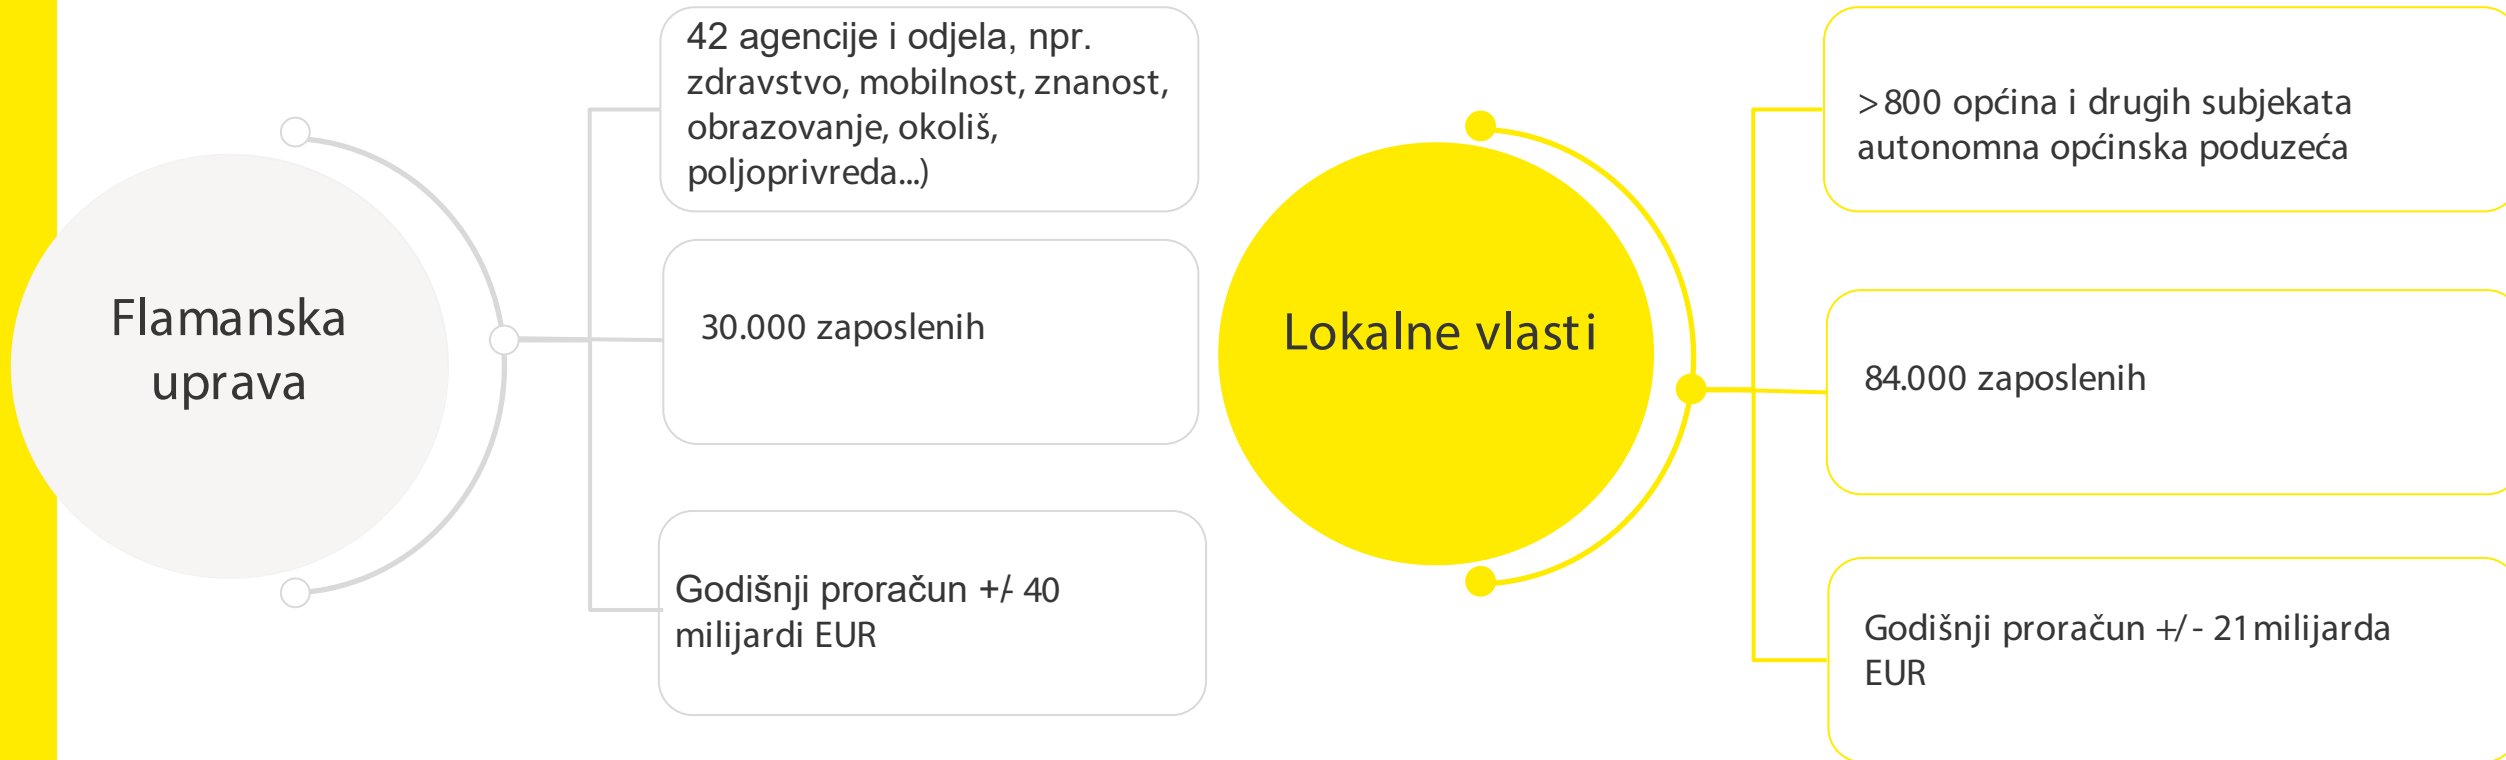 Flamanska
uprava
42 agencije i odjela, npr.
zdravstvo, mobilnost, znanost,
obrazovanje, okoliš,
poljoprivreda...)
30.000 zaposlenih
Godišnji proračun +/- 40
milijardi EUR
Lokalne vlasti
>800 općina i drugih subjekata
autonomna općinska poduzeća
84.000 zaposlenih
Godišnji proračun +/- 21 milijarda
EUR